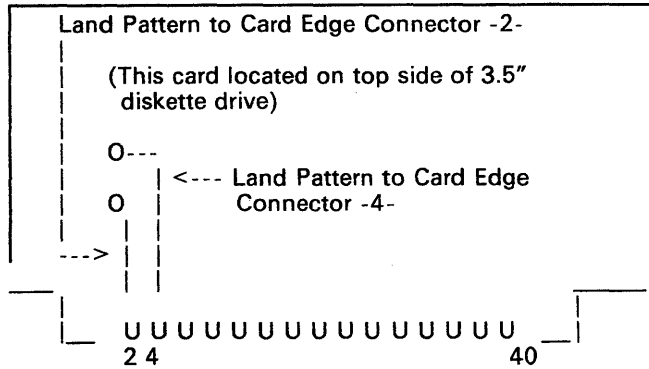 Land Pattern to Card Edge Connector -2-
(This card located on top side of 3.5"
diskette drive)
O---
<--- Land Pattern to Card Edge
O Connector -4-
--->
U U U U U U U U U U U U U U U
2 4 40